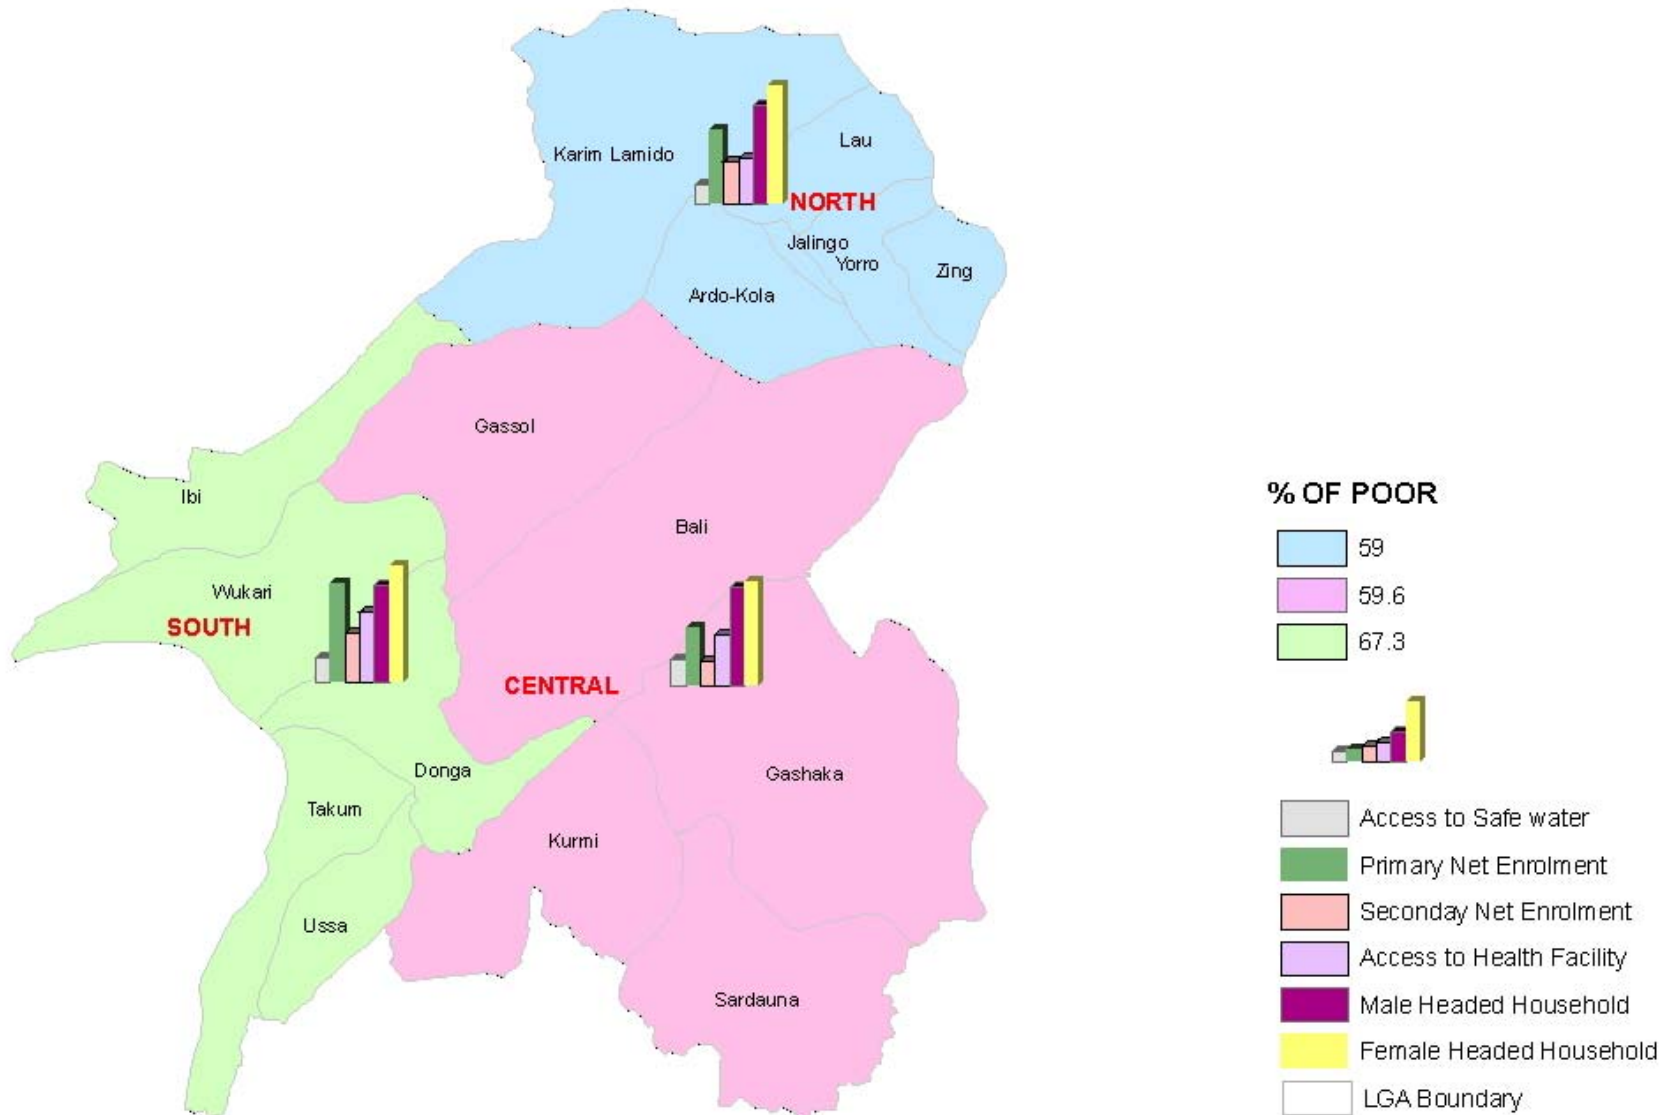 Karim Lamido
Lau
NORTH
Jalingo
Yorro
Zing
Ardo-Kola
Gassol
Ibi
Bali
Wukari
SOUTH
CENTRAL
Donga
Gashaka
Takum
Kurmi
Ussa
Sardauna
% OF POOR
59
59.6
67.3
Access to Safe water
Primary Net Enrolment
Seconday Net Enrolment
Access to Health Facility
Male Headed Household
Female Headed Household
LGA Boundary